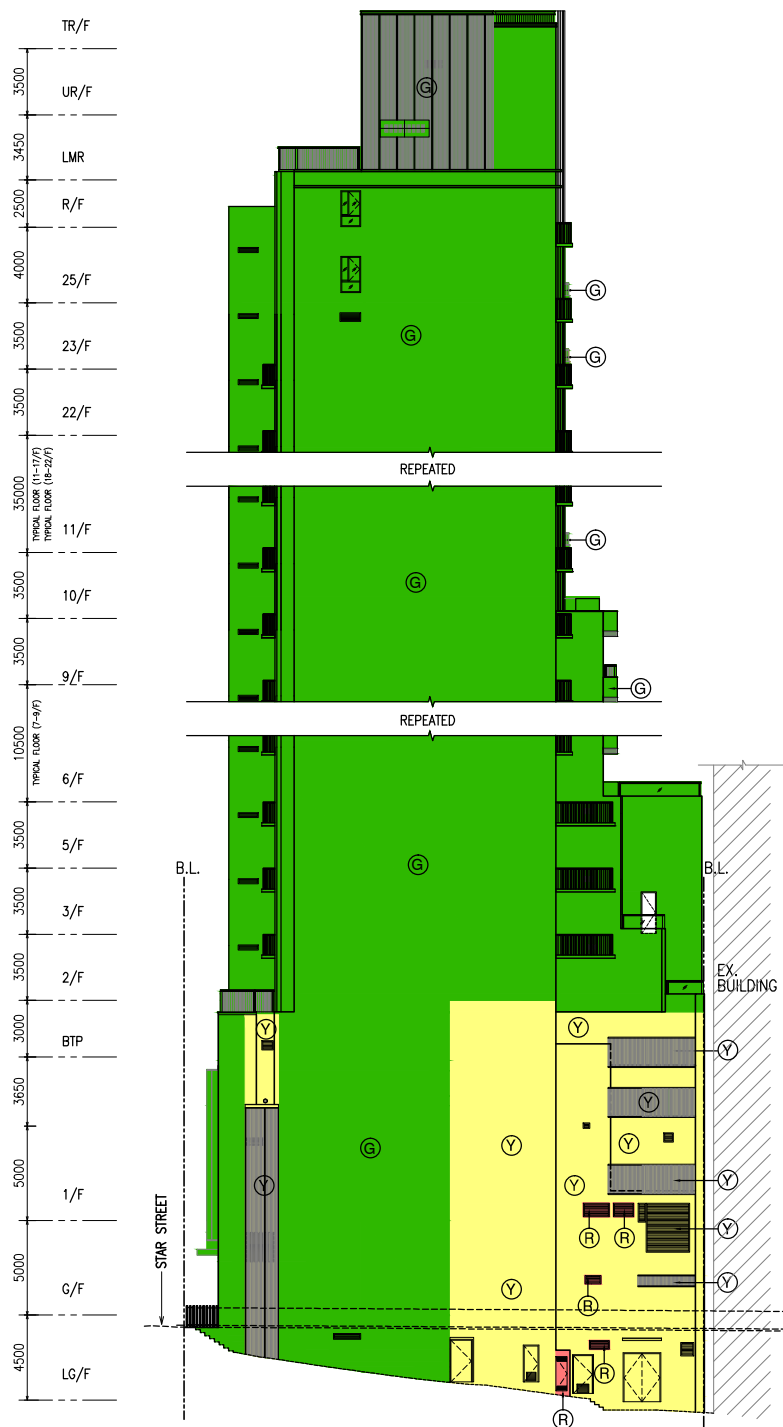 TR/F
3500
UR/F
3450
LMR
2500
R/F
4000
25/F
3500
23/F
3500
22/F
35000
TYPICAL FLOOR (11-17/F)
TYPICAL FLOOR (18-22/F)
11/F
3500
10/F
3500
9/F
10500
TYPICAL FLOOR (7-9/F)
6/F
3500
5/F
3500
3/F
3500
2/F
3000
BTP
3650
5000
1/F
5000
G/F
4500
LG/F
G
G
G
G
REPEATED
G
G
G
REPEATED
G
B.L.
B.L.
EX.
BUILDING
Y
Y
Y
Y
G
Y
Y
Y
Y
Y
R
R
Y
STAR STREET
Y
R
Y
R
R